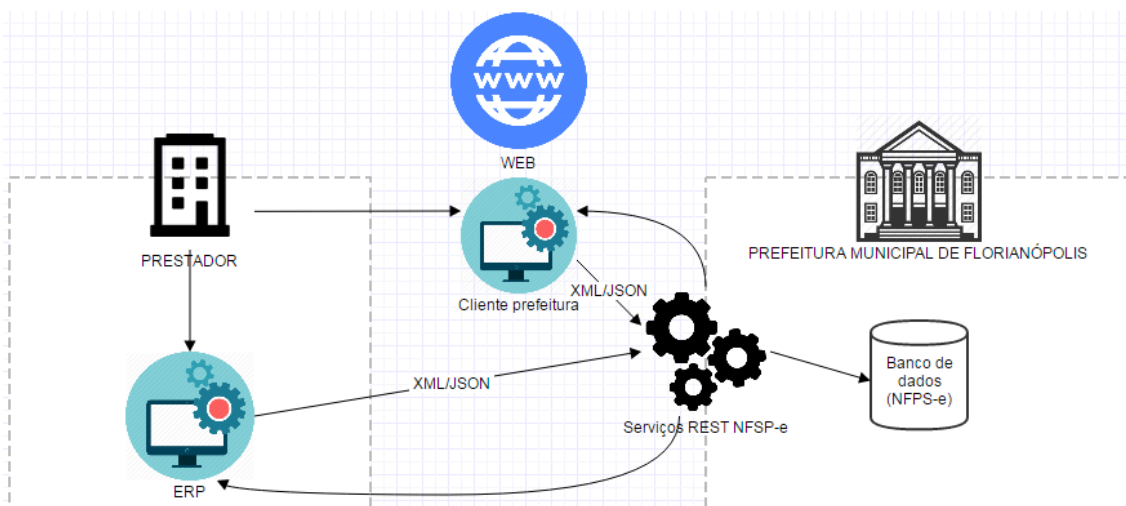 WWW
WEB
PRESTADOR
PREFEITURA MUNICIPAL DE FLORIANÓPOLIS
Cliente prefeitura
XML/JSON
XML/JSON
Banco de
dados
(NFPS-e)
Serviços REST NFSP-e
ERP